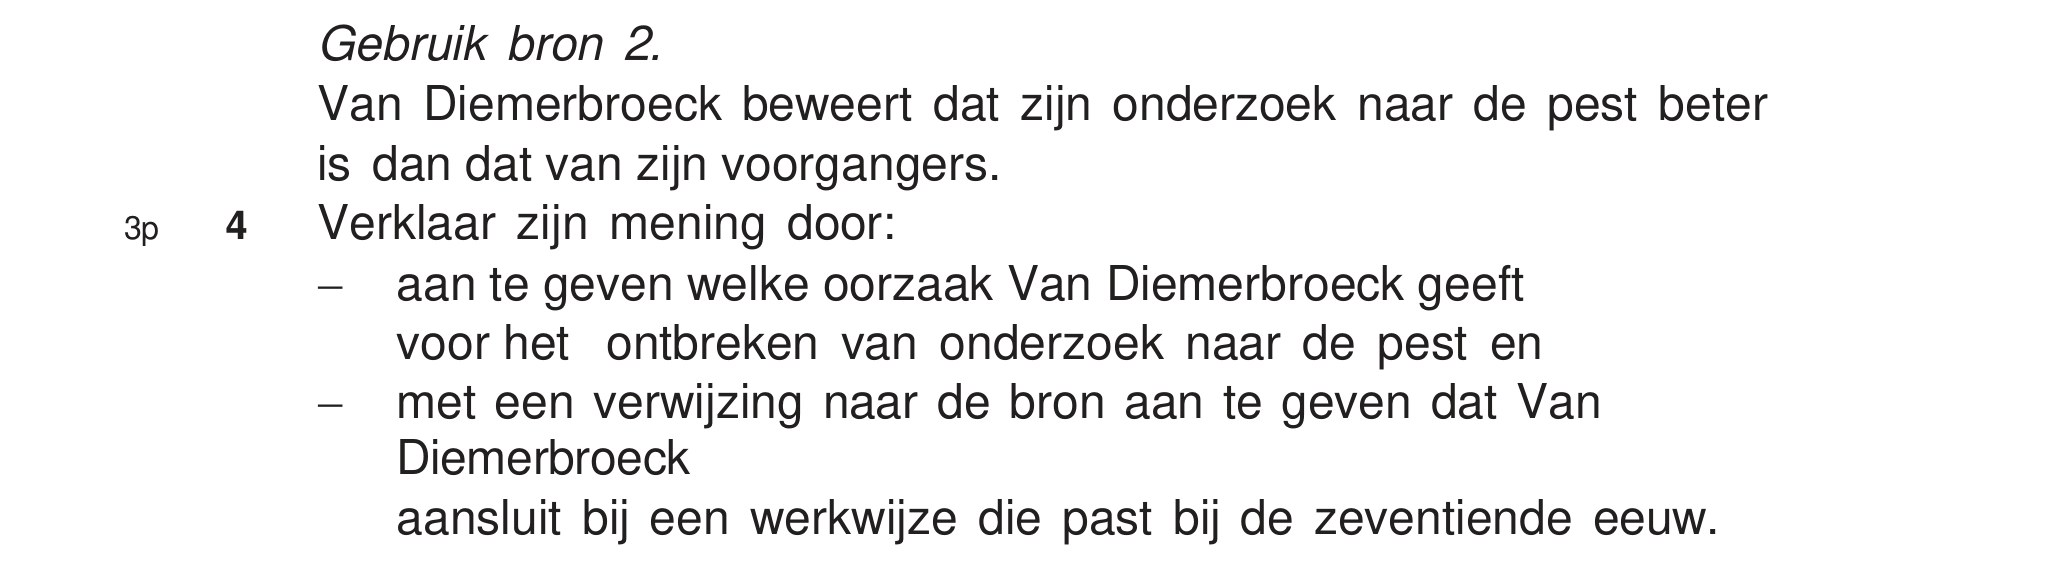 Gebruik bron 2.
Van Diemerbroeck beweert dat zijn onderzoek naar de pest beter
is dan dat van zijn voorgangers.
3p 4 Verklaar zijn mening door:
– aan te geven welke oorzaak Van Diemerbroeck geeft
voor het ontbreken van onderzoek naar de pest en
– met een verwijzing naar de bron aan te geven dat Van
Diemerbroeck
aansluit bij een werkwijze die past bij de zeventiende eeuw.